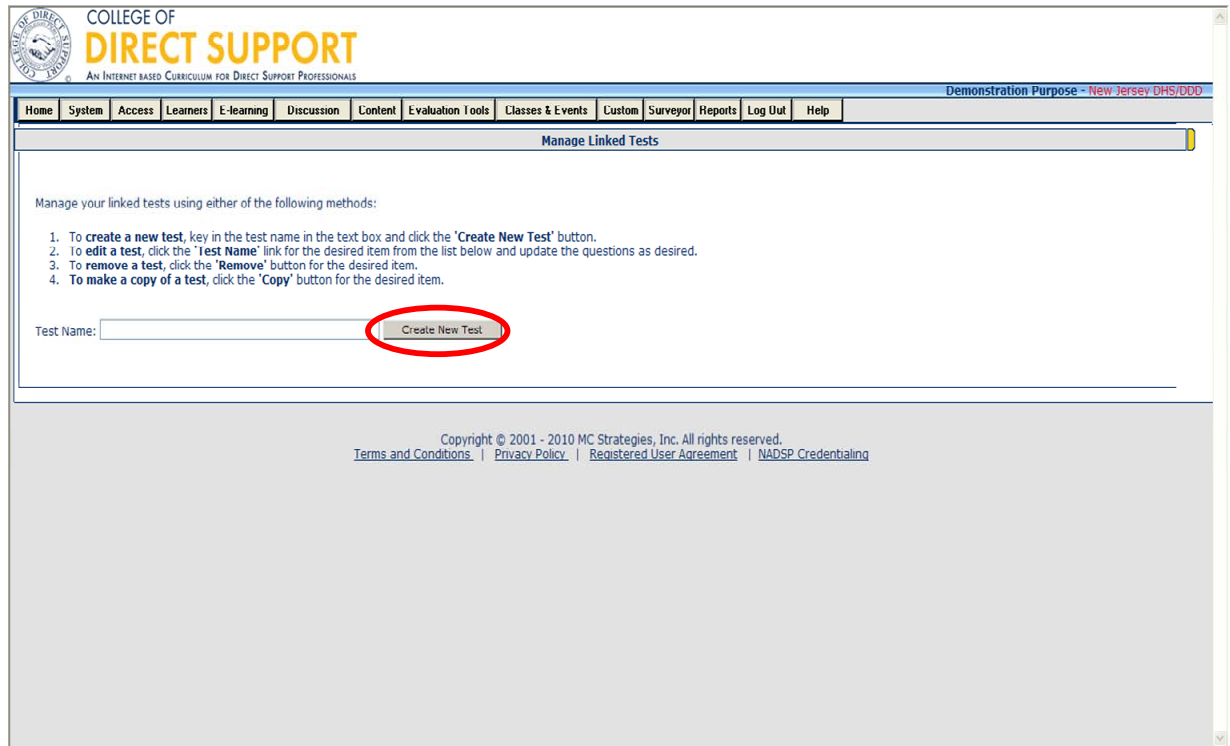 COLLEGE OF
DIRECT SUPPORT
AN INTERNET BASED CURRICULUM FOR DIRECT SUPPORT PROFESSIONALS
COLLEGE OF DIRECT SUPPORT ©
Demonstration Purpose - New Jersey DHS/DDD
Home System Access Learners E-learning Discussion Content Evaluation Tools Classes & Events Custom Surveyor Reports Log Out Help
Manage Linked Tests
Manage your linked tests using either of the following methods:
1. To create a new test, key in the test name in the text box and click the 'Create New Test' button.
2. To edit a test, click the 'Test Name' link for the desired item from the list below and update the questions as desired.
3. To remove a test, click the 'Remove' button for the desired item.
4. To make a copy of a test, click the 'Copy' button for the desired item.
Test Name: Create New Test
Copyright © 2001 - 2010 MC Strategies, Inc. All rights reserved.
Terms and Conditions | Privacy Policy | Registered User Agreement | NADSP Credentialing